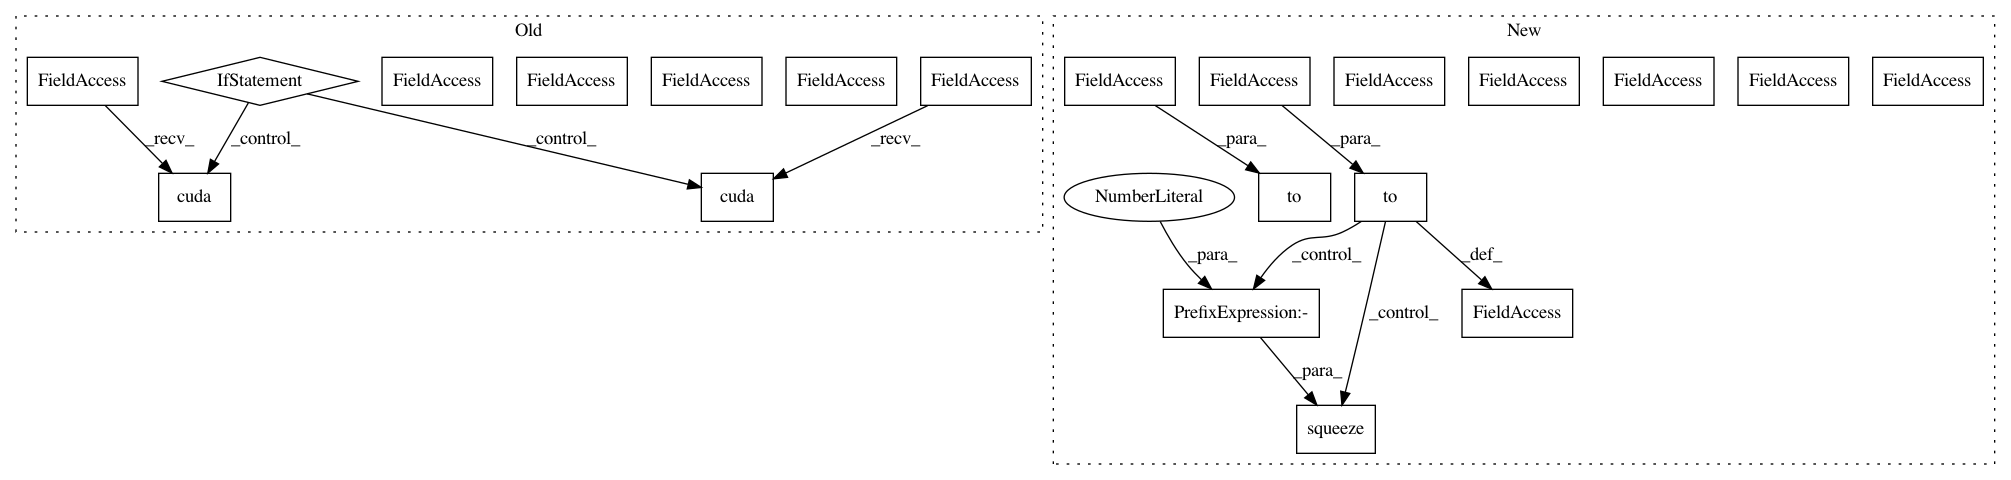 Old
New
FieldAccess
IfStatement
FieldAccess
FieldAccess
FieldAccess
FieldAccess
FieldAccess
FieldAccess
FieldAccess
FieldAccess
FieldAccess
FieldAccess
FieldAccess
FieldAccess
_recv_
_control_
_control_
_recv_
_para_
_para_
cuda
cuda
NumberLiteral
to
to
_para_
_control_
_def_
PrefixExpression:-
_control_
FieldAccess
_para_
squeeze